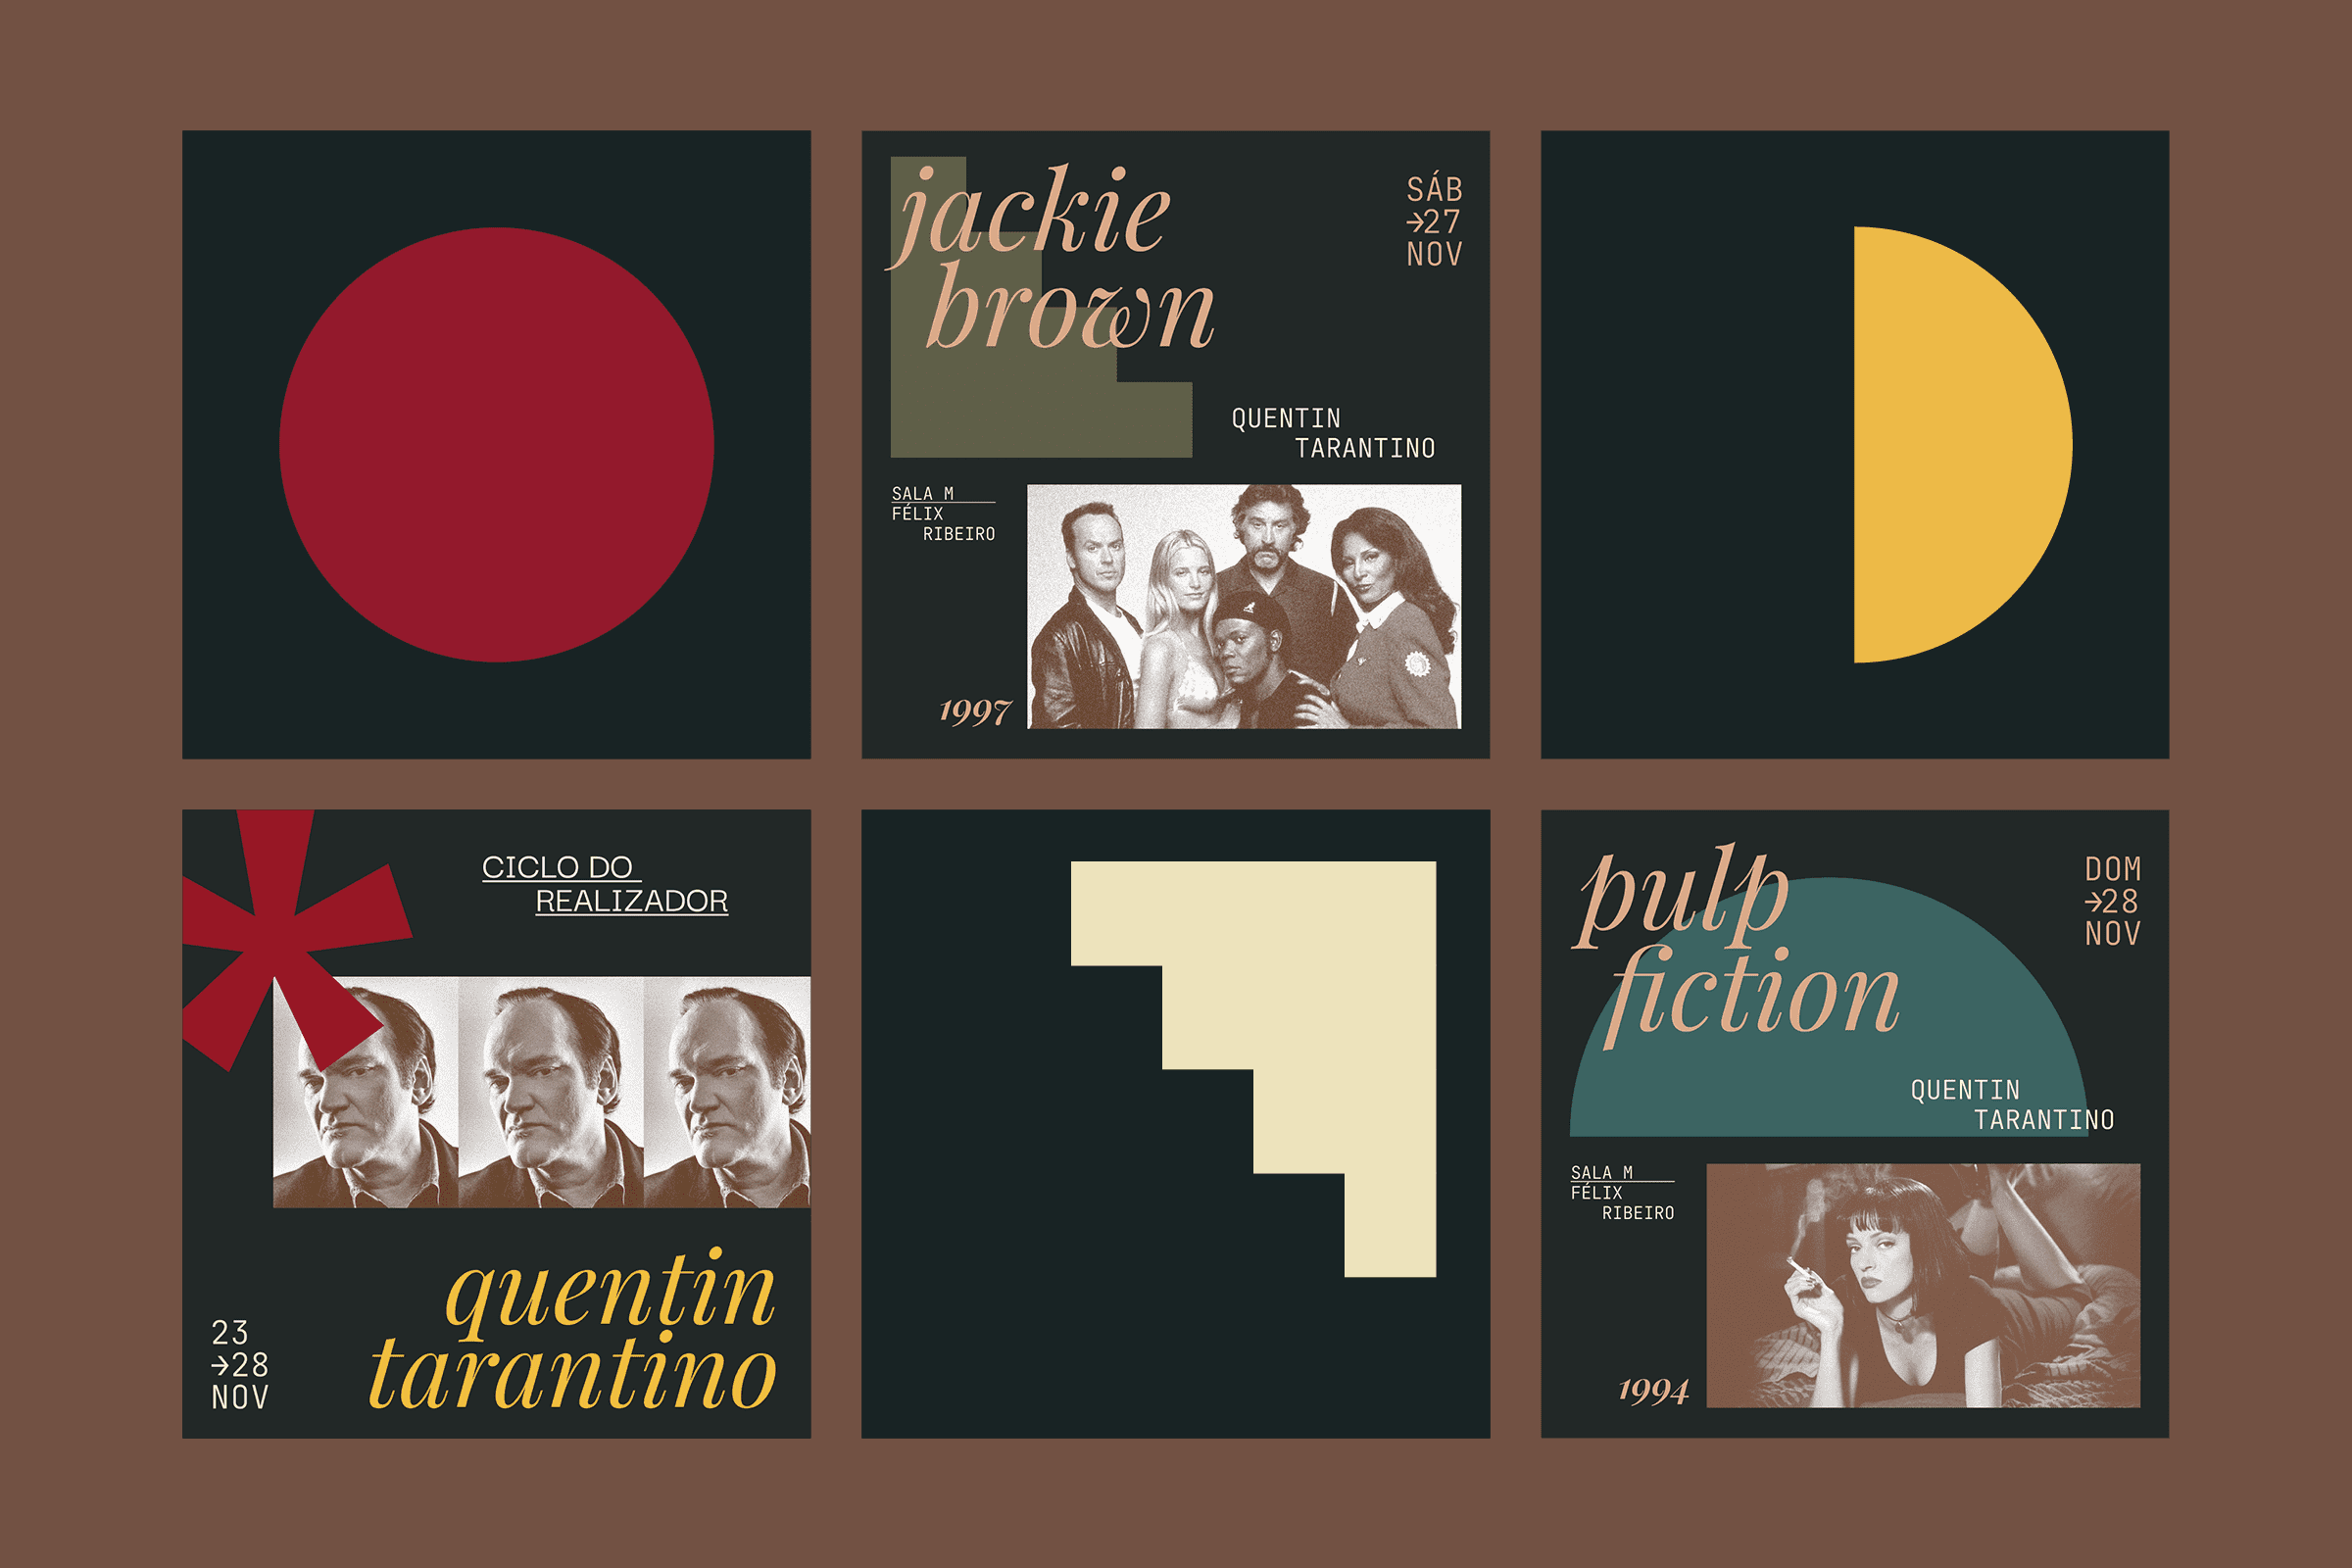 jackie
brown
SÁB
→27
NOV
QUENTIN
TARANTINO
SALA M
FÉLIX
RIBEIRO
1997
CICLO DO
REALIZADOR
quentin
tarantino
23
→28
NOV
pulp
fiction
DOM
→28
NOV
QUENTIN
TARANTINO
SALA M
FÉLIX
RIBEIRO
1994